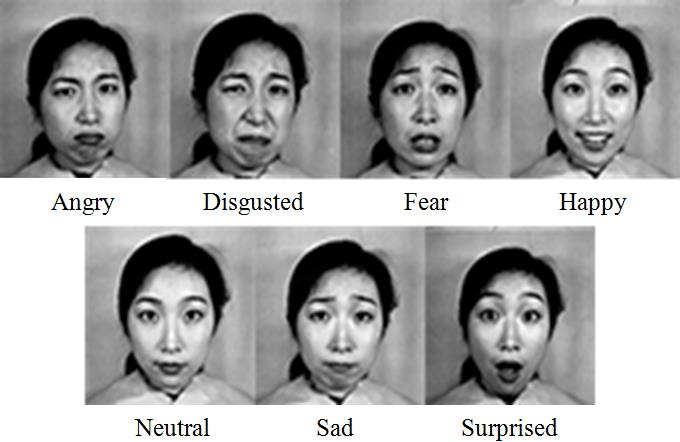 Angry Disgusted Fear Happy
Neutral Sad Surprised